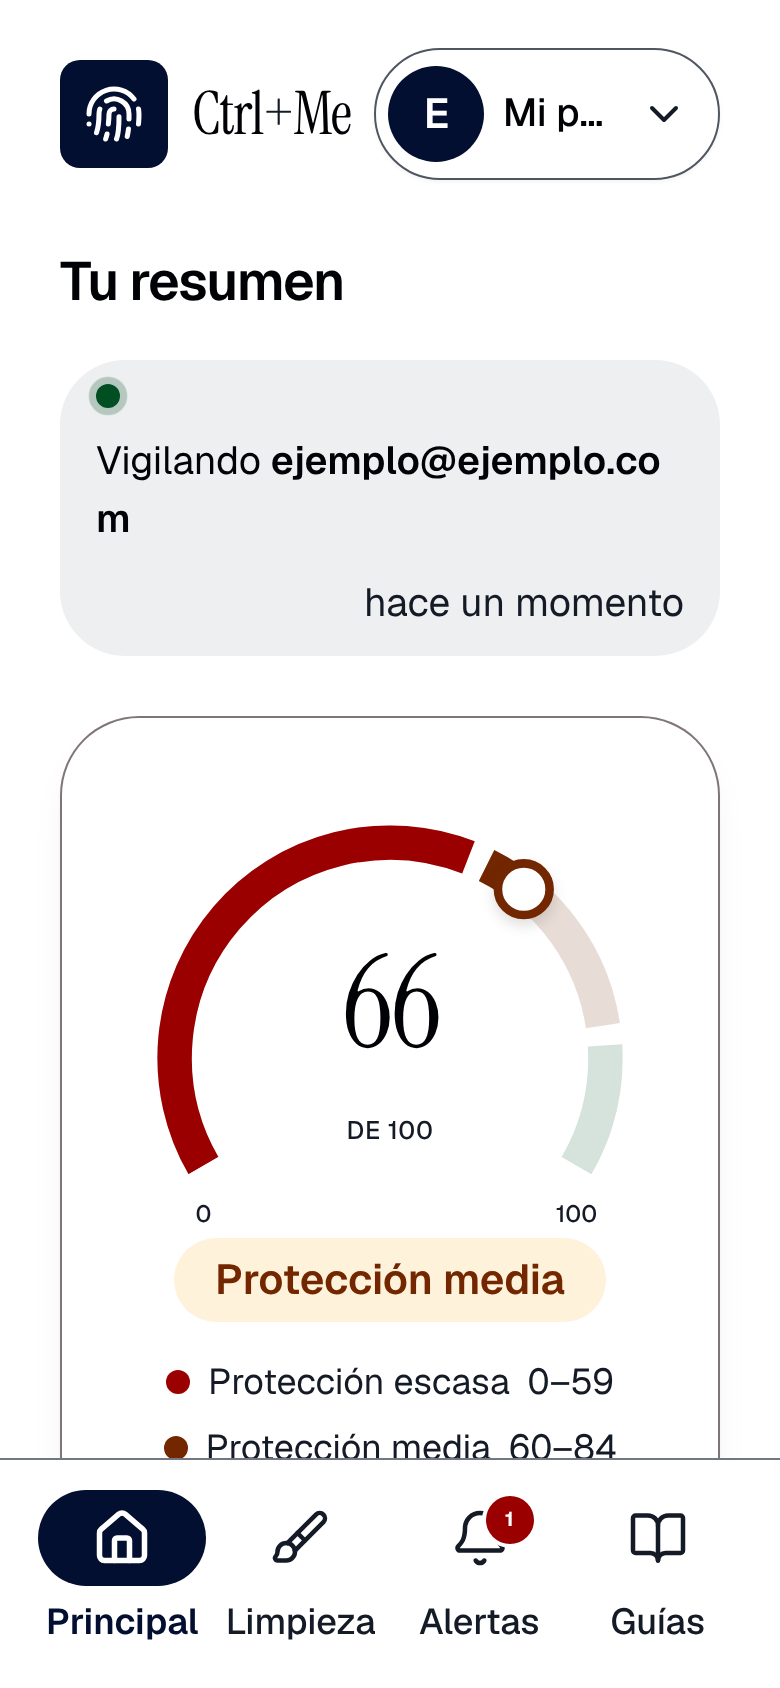 Ctrl+Me
E
Mi p...
Tu resumen
Vigilando ejemplo@ejemplo.co
m
hace un momento
66
DE 100
0
100
Protección media
Protección escasa 0–59
Protección media 60–84
1
Principal
Limpieza
Alertas
Guías